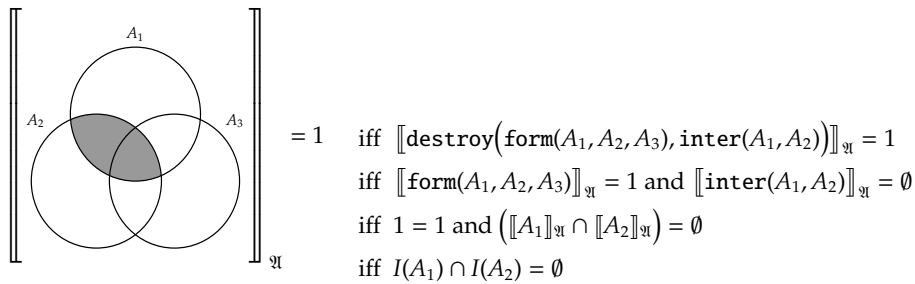 A₁
A₂
A₃
𝔄
= 1 iff ⟦destroy(form(A₁, A₂, A₃), inter(A₁, A₂))⟧𝔄 = 1
iff ⟦form(A₁, A₂, A₃)⟧𝔄 = 1 and ⟦inter(A₁, A₂)⟧𝔄 = ∅
iff 1 = 1 and (⟦A₁⟧𝔄 ∩ ⟦A₂⟧𝔄) = ∅
iff I(A₁) ∩ I(A₂) = ∅